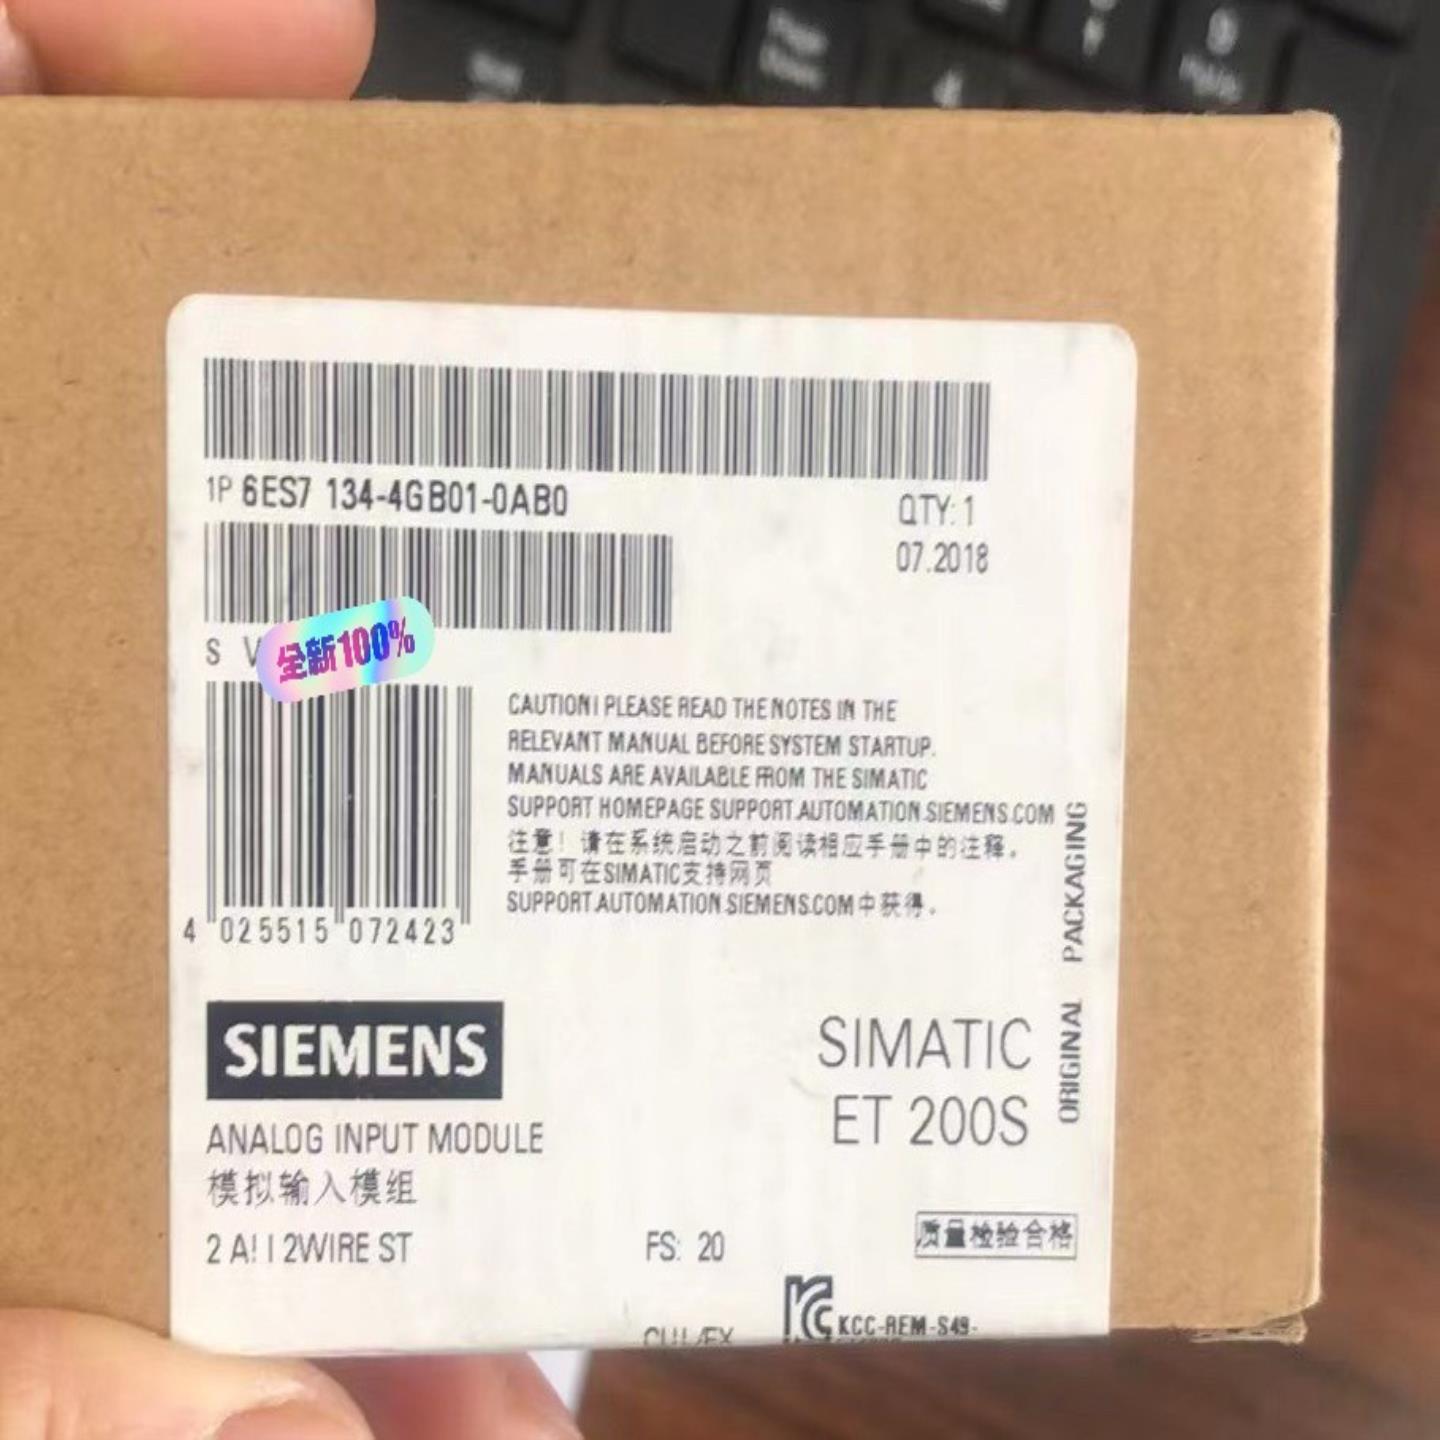 1P 6ES7 134-4GB01-0AB0
QTY: 1
07.2018
S V
全新100%
CAUTION! PLEASE READ THE NOTES IN THE
RELEVANT MANUAL BEFORE SYSTEM STARTUP.
MANUALS ARE AVAILABLE FROM THE SIMATIC
SUPPORT HOMEPAGE SUPPORT.AUTOMATION.SIEMENS.COM
注意！请在系统启动之前阅读相应手册中的注释。
手册可在SIMATIC支持网页
SUPPORT.AUTOMATION.SIEMENS.COM中获得。
4 025515 072423
ORIGINAL PACKAGING
SIEMENS
SIMATIC
ET 200S
ANALOG INPUT MODULE
模拟输入模组
2 AI I 2WIRE ST
FS: 20
质量检验合格
KCC-REM-S49-